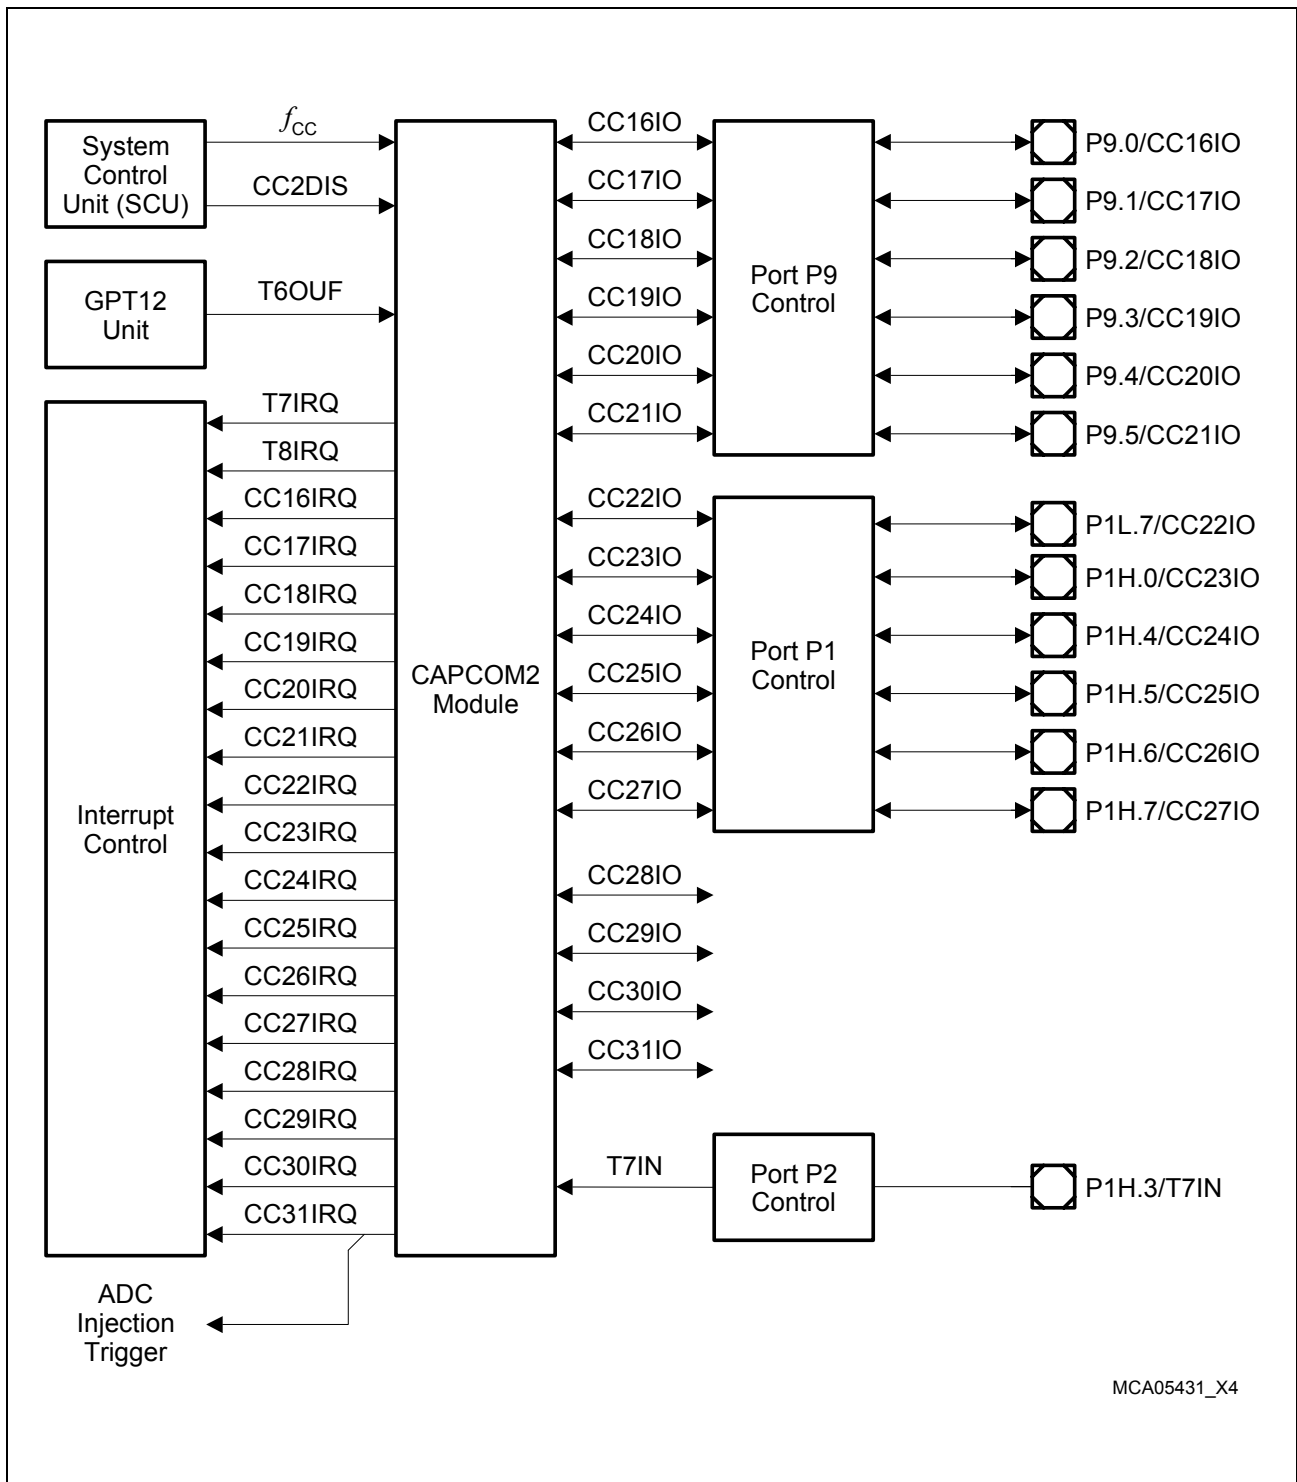 System
Control
Unit (SCU)
fCC
CC2DIS
GPT12
Unit
T6OUF
Interrupt
Control
T7IRQ
T8IRQ
CC16IRQ
CC17IRQ
CC18IRQ
CC19IRQ
CC20IRQ
CC21IRQ
CC22IRQ
CC23IRQ
CC24IRQ
CC25IRQ
CC26IRQ
CC27IRQ
CC28IRQ
CC29IRQ
CC30IRQ
CC31IRQ
ADC
Injection
Trigger
CAPCOM2
Module
CC16IO
CC17IO
CC18IO
CC19IO
CC20IO
CC21IO
CC22IO
CC23IO
CC24IO
CC25IO
CC26IO
CC27IO
CC28IO
CC29IO
CC30IO
CC31IO
T7IN
Port P9
Control
Port P1
Control
Port P2
Control
P9.0/CC16IO
P9.1/CC17IO
P9.2/CC18IO
P9.3/CC19IO
P9.4/CC20IO
P9.5/CC21IO
P1L.7/CC22IO
P1H.0/CC23IO
P1H.4/CC24IO
P1H.5/CC25IO
P1H.6/CC26IO
P1H.7/CC27IO
P1H.3/T7IN
MCA05431_X4